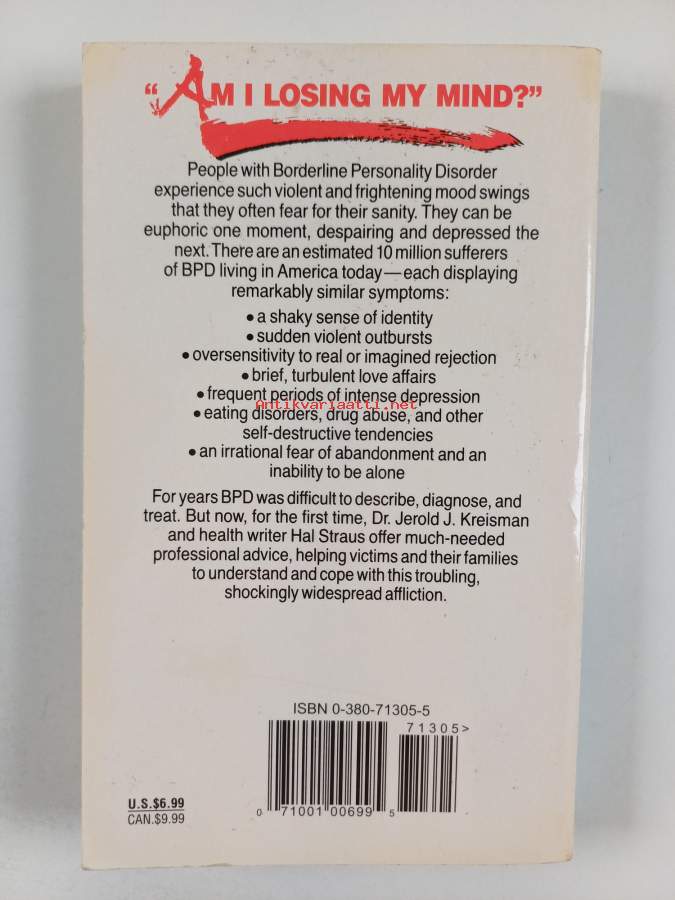 “AM I LOSING MY MIND?”
People with Borderline Personality Disorder
experience such violent and frightening mood swings
that they often fear for their sanity. They can be
euphoric one moment, despairing and depressed the
next. There are an estimated 10 million sufferers
of BPD living in America today—each displaying
remarkably similar symptoms:
• a shaky sense of identity
• sudden violent outbursts
• oversensitivity to real or imagined rejection
• brief, turbulent love affairs
• frequent periods of intense depression
Antikvariaatti.net
• eating disorders, drug abuse, and other
self-destructive tendencies
• an irrational fear of abandonment and an
inability to be alone
For years BPD was difficult to describe, diagnose, and
treat. But now, for the first time, Dr. Jerold J. Kreisman
and health writer Hal Straus offer much-needed
professional advice, helping victims and their families
to understand and cope with this troubling,
shockingly widespread affliction.
ISBN 0-380-71305-5
71305>
U.S.$6.99
CAN.$9.99
0 71001 00699 5